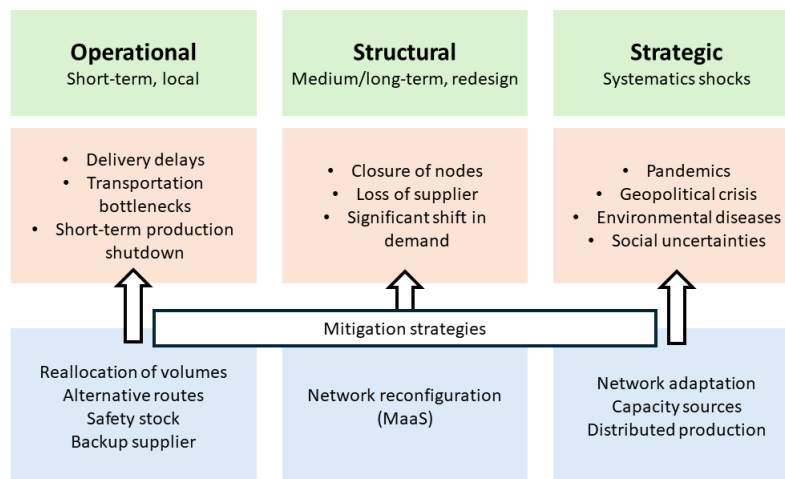 Operational
Short-term, local
Structural
Medium/long-term, redesign
Strategic
Systematics shocks
• Delivery delays
• Transportation
bottlenecks
• Short-term production
shutdown
• Closure of nodes
• Loss of supplier
• Significant shift in
demand
• Pandemics
• Geopolitical crisis
• Environmental diseases
• Social uncertainties
Mitigation strategies
Reallocation of volumes
Alternative routes
Safety stock
Backup supplier
Network reconfiguration
(MaaS)
Network adaptation
Capacity sources
Distributed production